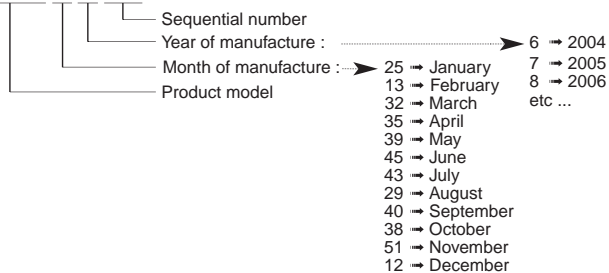 Sequential number
Year of manufacture :
6 ➞ 2004
7 ➞ 2005
8 ➞ 2006
etc ...
Month of manufacture :
25 ➞ January
13 ➞ February
32 ➞ March
35 ➞ April
39 ➞ May
45 ➞ June
43 ➞ July
29 ➞ August
40 ➞ September
38 ➞ October
51 ➞ November
12 ➞ December
Product model